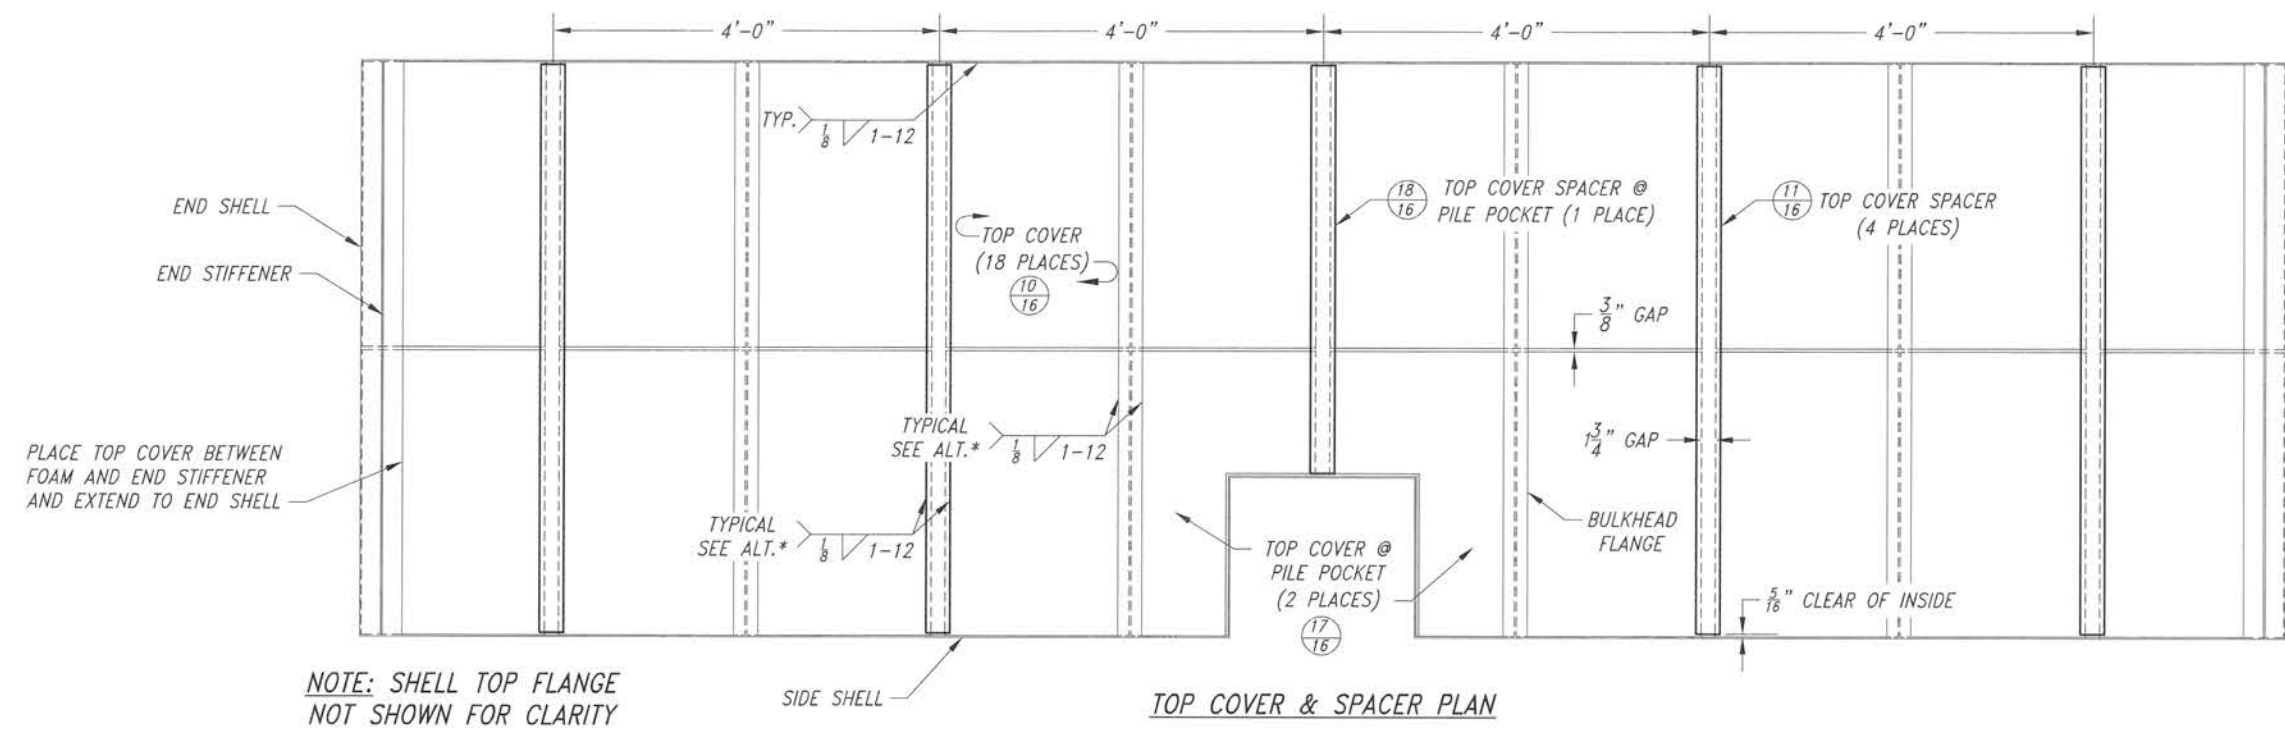 4'-0" 4'-0" 4'-0" 4'-0"
TYP. 1/8 1-12
END SHELL
END STIFFENER
TOP COVER
(18 PLACES)
10
16
18
16
TOP COVER SPACER @
PILE POCKET (1 PLACE)
11
16
TOP COVER SPACER
(4 PLACES)
3/8" GAP
PLACE TOP COVER BETWEEN
FOAM AND END STIFFENER
AND EXTEND TO END SHELL
TYPICAL
SEE ALT.* 1/8 1-12
1 3/4" GAP
TYPICAL
SEE ALT.* 1/8 1-12
TOP COVER @
PILE POCKET
(2 PLACES)
17
16
BULKHEAD
FLANGE
5/16" CLEAR OF INSIDE
NOTE: SHELL TOP FLANGE
NOT SHOWN FOR CLARITY
SIDE SHELL
TOP COVER & SPACER PLAN